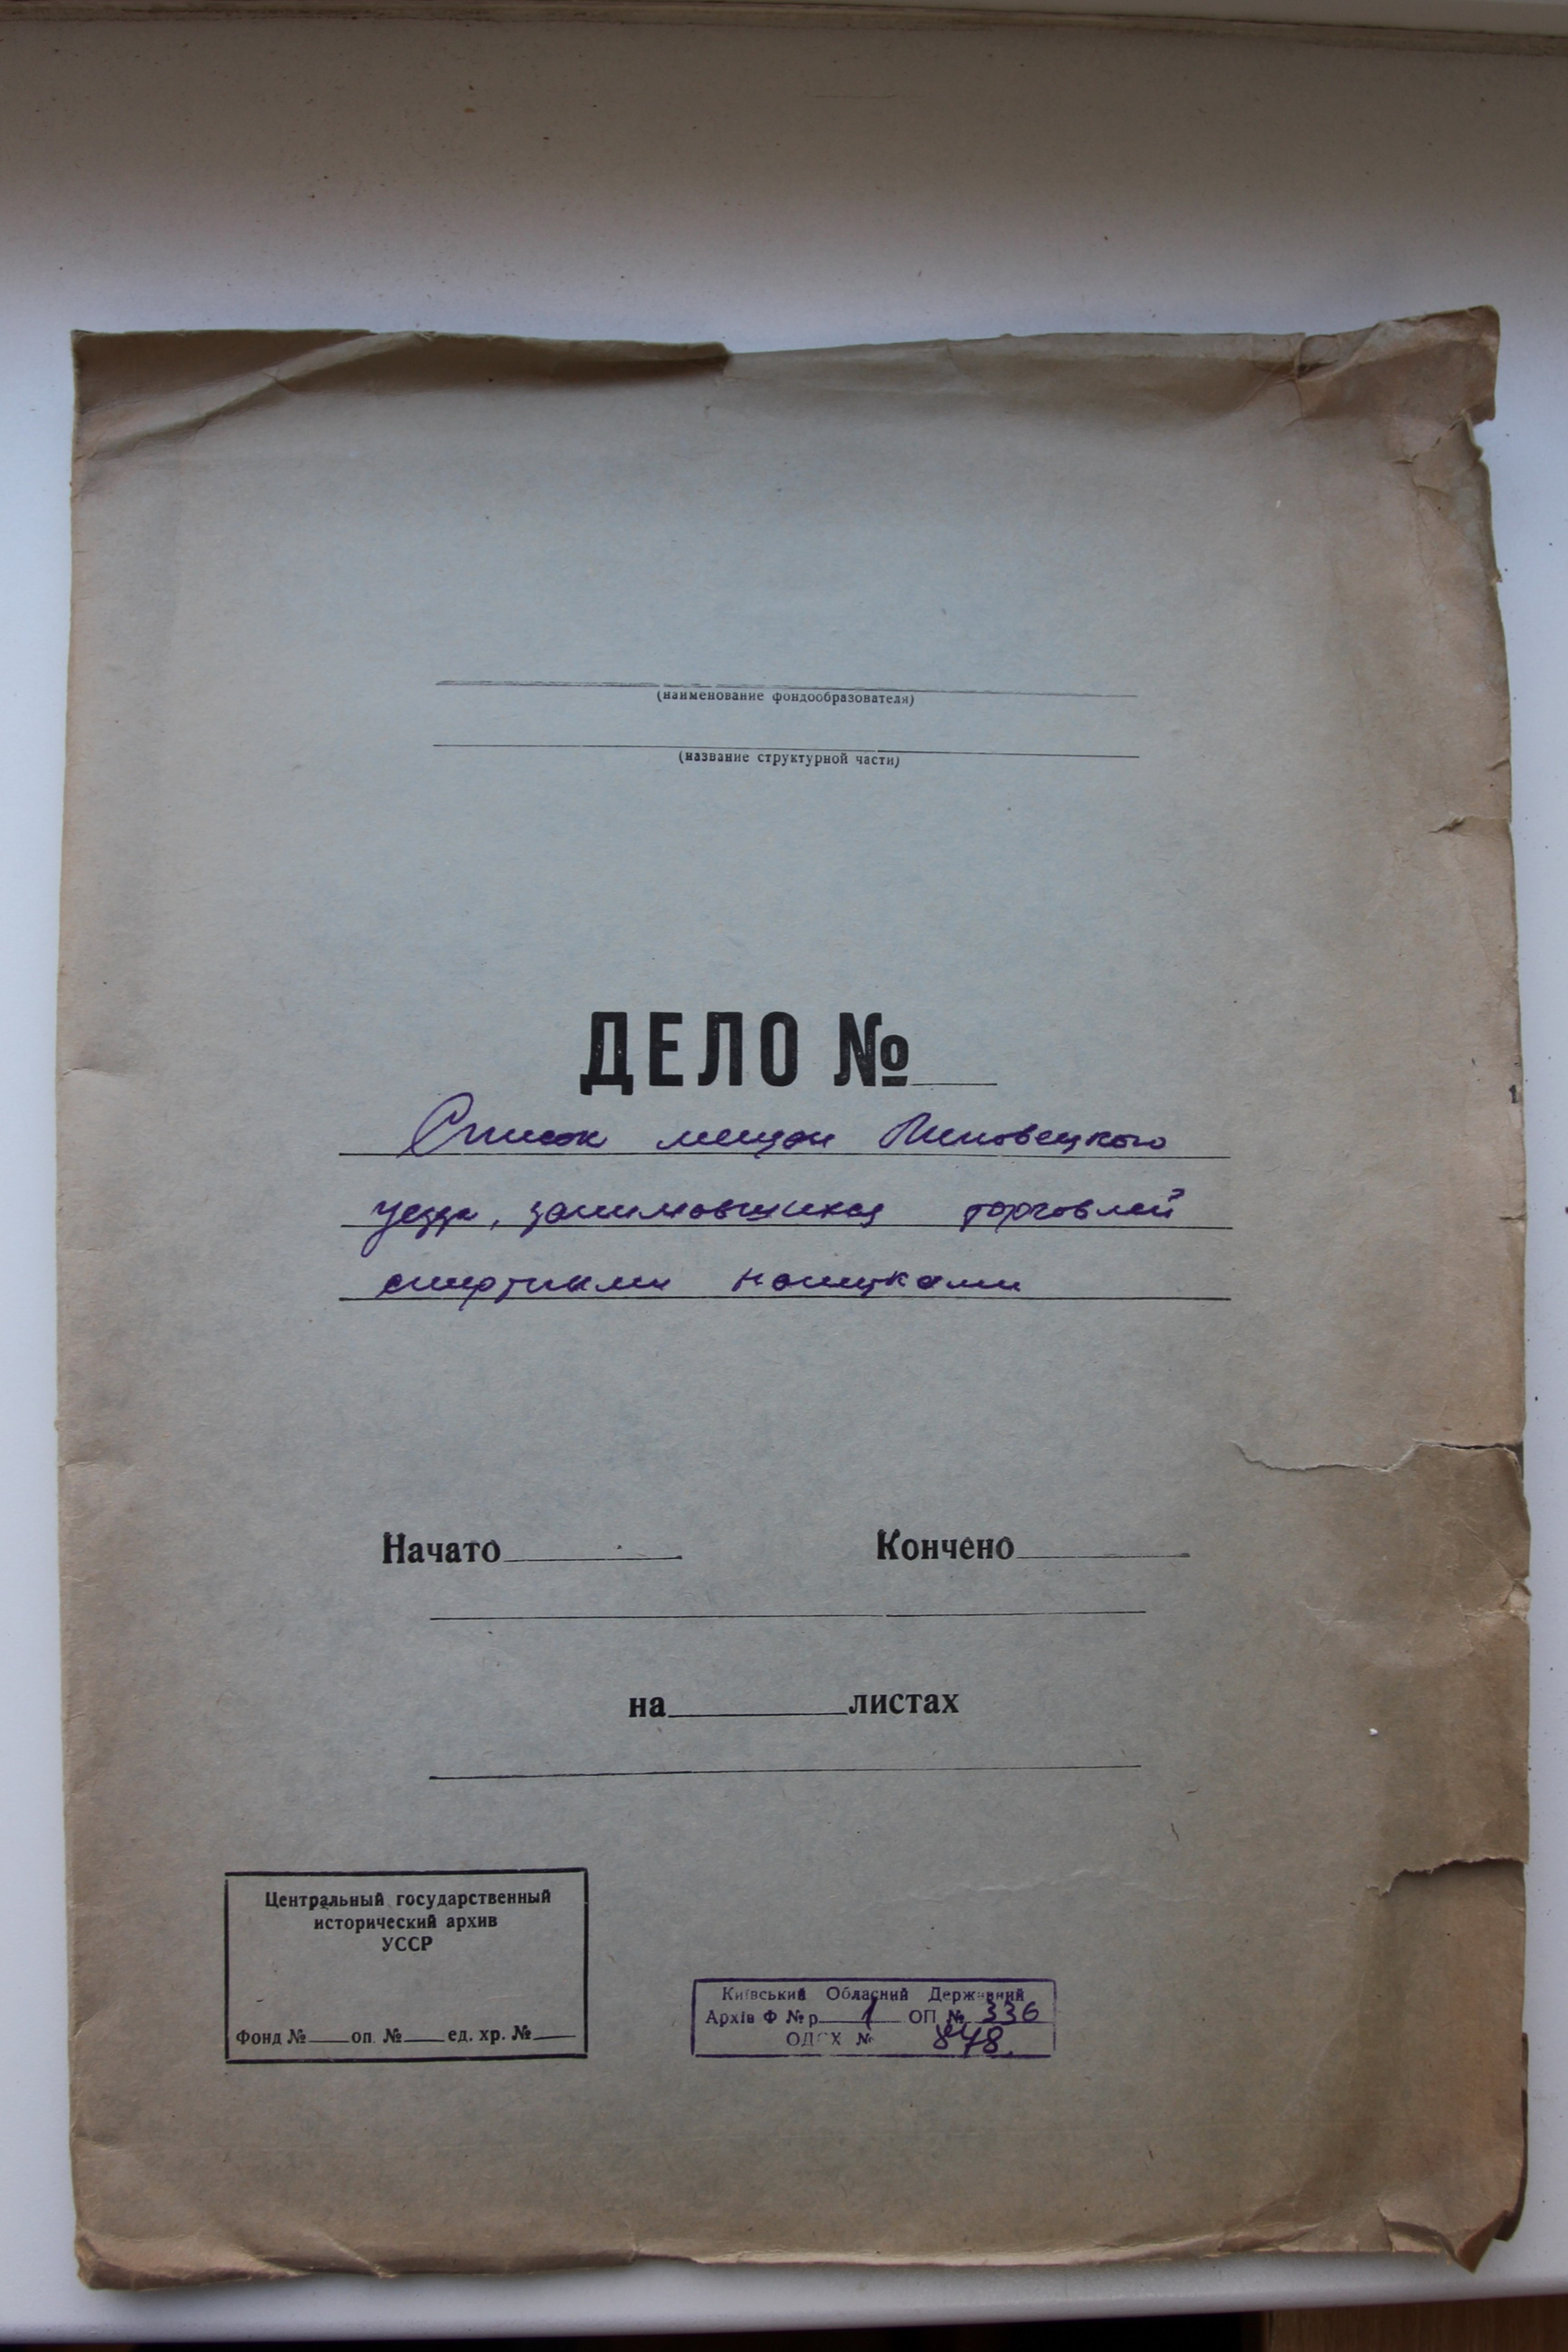 (наименование фондообразователя)
(название структурной части)
ДЕЛО №
Список мещан Липовецкого
уезда, занимавшихся торговлей
спиртными напитками
Начато Кончено
на листах
Центральный государственный
исторический архив
УССР
Фонд № оп. № ед. хр. №
Київський Обласний Державний
Архів Ф № р 1 ОП № 336
ОД ЗХ № 848.